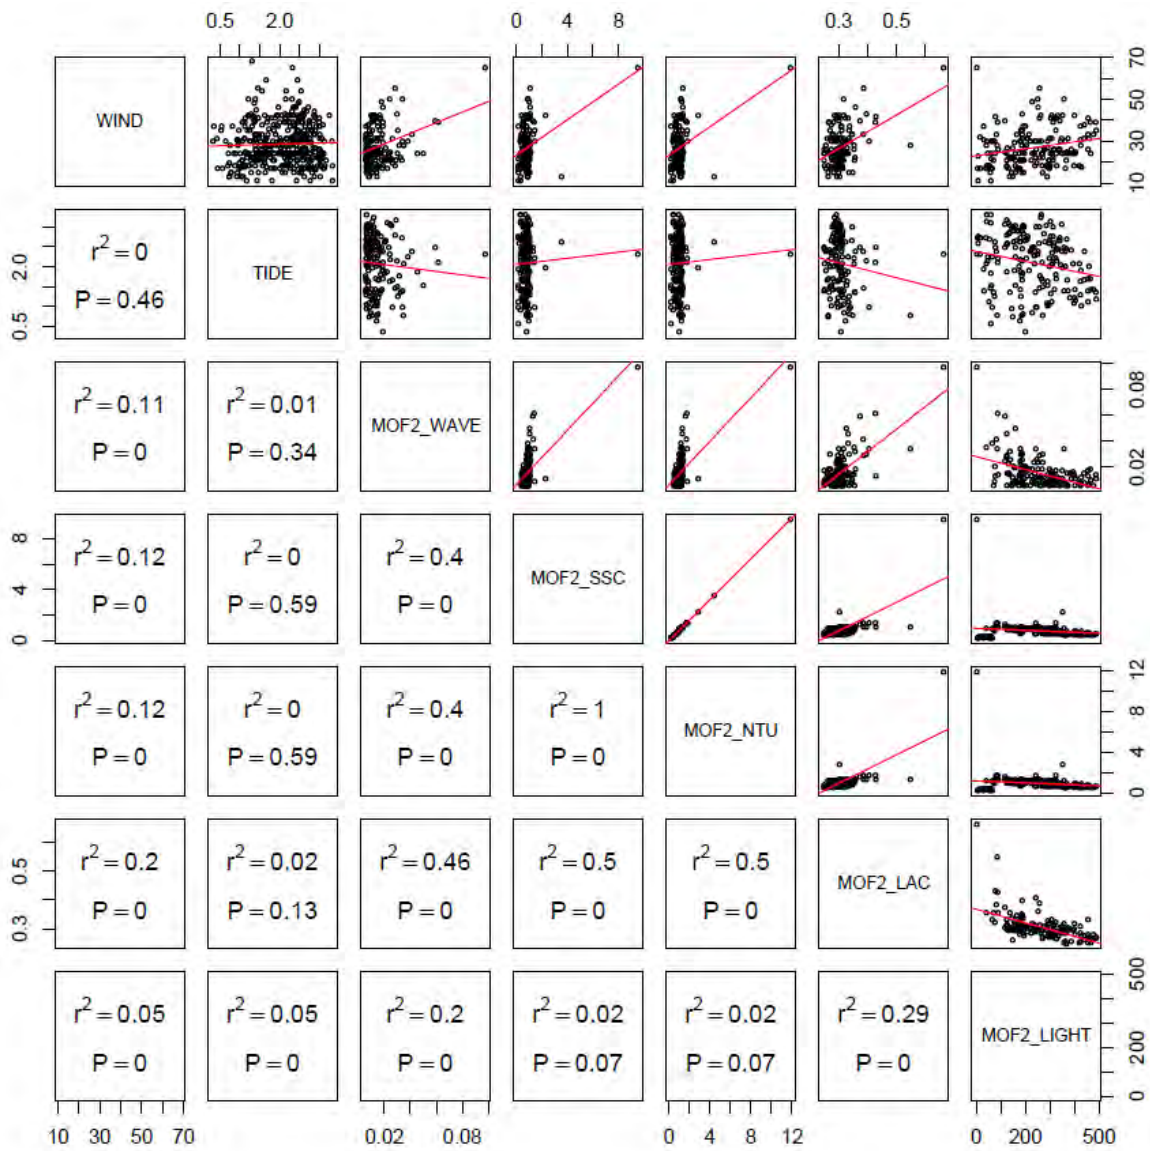 0.5 2.0 0 4 8 0.3 0.5
WIND 10 30 50 70
0.5 2.0 r² = 0 TIDE
P = 0.46
r² = 0.11 r² = 0.01 MOF2_WAVE 0.02 0.08
P = 0 P = 0.34
0 4 8 r² = 0.12 r² = 0 r² = 0.4 MOF2_SSC
P = 0 P = 0.59 P = 0
r² = 0.12 r² = 0 r² = 0.4 r² = 1 MOF2_NTU 0 4 8 12
P = 0 P = 0.59 P = 0 P = 0
0.3 0.5 r² = 0.2 r² = 0.02 r² = 0.46 r² = 0.5 r² = 0.5 MOF2_LAC
P = 0 P = 0.13 P = 0 P = 0 P = 0
r² = 0.05 r² = 0.05 r² = 0.2 r² = 0.02 r² = 0.02 r² = 0.29 MOF2_LIGHT 0 200 500
P = 0 P = 0 P = 0 P = 0.07 P = 0.07 P = 0
10 30 50 70 0.02 0.08 0 4 8 12 0 200 500